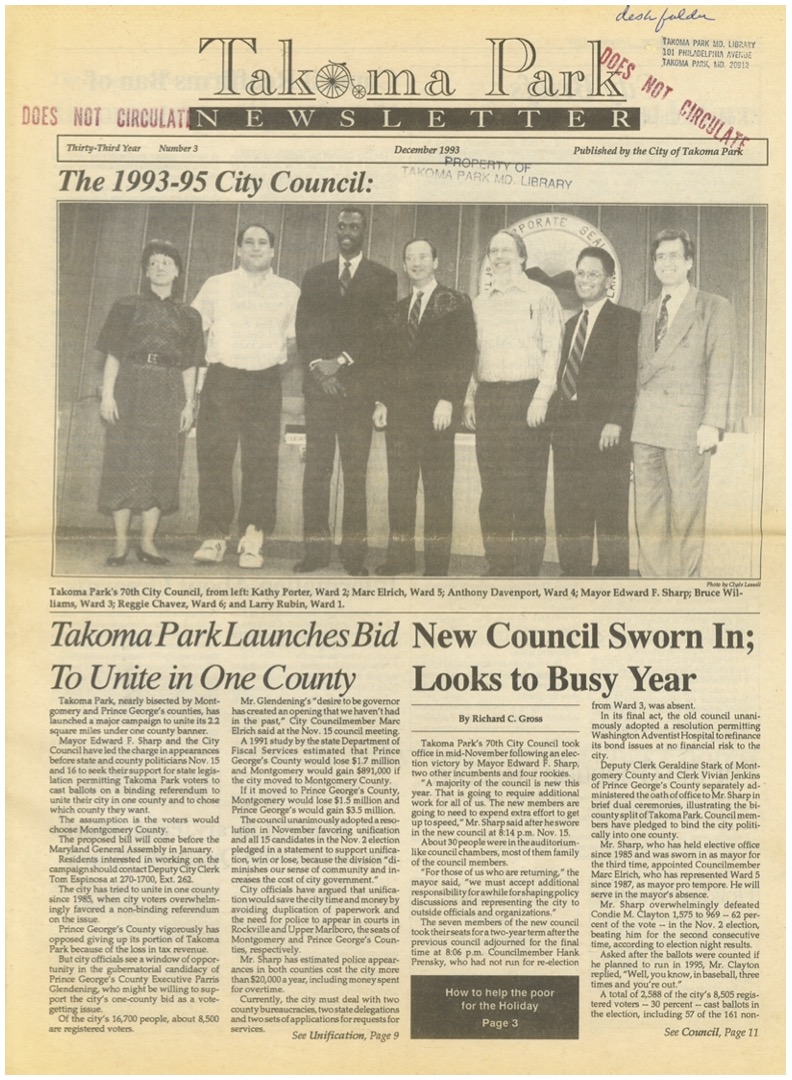 desk folder
TAKOMA PARK MD. LIBRARY
101 PHILADELPHIA AVENUE
TAKOMA PARK, MD. 20912
DOES NOT CIRCULATE
Takoma Park
DOES NOT CIRCULATE
NEWSLETTER
Thirty-Third Year Number 3 December 1993 Published by the City of Takoma Park
PROPERTY OF
TAKOMA PARK MD. LIBRARY
The 1993-95 City Council:
PORATE SEAL
Photo by Clyde
Takoma Park's 70th City Council, from left: Kathy Porter, Ward 2; Marc Elrich, Ward 5; Anthony Davenport, Ward 4; Mayor Edward F. Sharp; Bruce Wil-
liams, Ward 3; Reggie Chavez, Ward 6; and Larry Rubin, Ward 1.
Takoma Park Launches Bid
To Unite in One County
Takoma Park, nearly bisected by Mont-
gomery and Prince George's counties, has
launched a major campaign to unite its 2.2
square miles under one county banner.
Mayor Edward F. Sharp and the City
Council have led the charge in appearances
before state and county politicians Nov. 15
and 16 to seek their support for state legis-
lation permitting Takoma Park voters to
cast ballots on a binding referendum to
unite their city in one county and to chose
which county they want.
The assumption is the voters would
choose Montgomery County.
The proposed bill will come before the
Maryland General Assembly in January.
Residents interested in working on the
campaign should contact Deputy City Clerk
Tom Espinosa at 270-1700, Ext. 262.
The city has tried to unite in one county
since 1985, when city voters overwhelm-
ingly favored a non-binding referendum
on the issue.
Prince George's County vigorously has
opposed giving up its portion of Takoma
Park because of the loss in tax revenue.
But city officials see a window of oppor-
tunity in the gubernatorial candidacy of
Prince George's County Executive Parris
Glendening, who might be willing to sup-
port the city's one-county bid as a vote-
getting issue.
Of the city's 16,700 people, about 8,500
are registered voters.
Mr. Glendening's "desire to be governor
has created an opening that we haven't had
in the past," City Councilmember Marc
Elrich said at the Nov. 15 council meeting.
A 1991 study by the state Department of
Fiscal Services estimated that Prince
George's County would lose $1.7 million
and Montgomery would gain $891,000 if
the city moved to Montgomery County.
If it moved to Prince George's County,
Montgomery would lose $1.5 million and
Prince George's would gain $3.5 million.
The council unanimously adopted a reso-
lution in November favoring unification
and all 15 candidates in the Nov. 2 election
pledged in a statement to support unifica-
tion, win or lose, because the division "di-
minishes our sense of community and in-
creases the cost of city government."
City officials have argued that unifica-
tion would save the city time and money by
avoiding duplication of paperwork and
the need for police to appear in courts in
Rockville and Upper Marlboro, the seats of
Montgomery and Prince George's Coun-
ties, respectively.
Mr. Sharp has estimated police appear-
ances in both counties cost the city more
than $20,000 a year, including money spent
for overtime.
Currently, the city must deal with two
county bureaucracies, two state delegations
and two sets of applications for requests for
services.
See Unification, Page 9
New Council Sworn In;
Looks to Busy Year
By Richard C. Gross
Takoma Park's 70th City Council took
office in mid-November following an elec-
tion victory by Mayor Edward F. Sharp,
two other incumbents and four rookies.
"A majority of the council is new this
year. That is going to require additional
work for all of us. The new members are
going to need to expend extra effort to get
up to speed," Mr. Sharp said after he swore
in the new council at 8:14 p.m. Nov. 15.
About 30 people were in the auditorium-
like council chambers, most of them family
of the council members.
"For those of us who are returning," the
mayor said, "we must accept additional
responsibility for awhile for shaping policy
discussions and representing the city to
outside officials and organizations."
The seven members of the new council
took their seats for a two-year term after the
previous council adjourned for the final
time at 8:06 p.m. Councilmember Hank
Prensky, who had not run for re-election
How to help the poor
for the Holiday
Page 3
from Ward 3, was absent.
In its final act, the old council unani-
mously adopted a resolution permitting
Washington Adventist Hospital to refinance
its bond issues at no financial risk to the
city.
Deputy Clerk Geraldine Stark of Mont-
gomery County and Clerk Vivian Jenkins
of Prince George's County separately ad-
ministered the oath of office to Mr. Sharp in
brief dual ceremonies, illustrating the bi-
county split of Takoma Park. Council mem-
bers have pledged to bind the city politi-
cally into one county.
Mr. Sharp, who has held elective office
since 1985 and was sworn in as mayor for
the third time, appointed Councilmember
Marc Elrich, who has represented Ward 5
since 1987, as mayor pro tempore. He will
serve in the mayor's absence.
Mr. Sharp overwhelmingly defeated
Condie M. Clayton 1,575 to 969 -- 62 per-
cent of the vote -- in the Nov. 2 election,
beating him for the second consecutive
time, according to election night results.
Asked after the ballots were counted if
he planned to run in 1995, Mr. Clayton
replied, "Well, you know, in baseball, three
times and you're out."
A total of 2,588 of the city's 8,505 regis-
tered voters -- 30 percent -- cast ballots in
the election, including 57 of the 161 non-
See Council, Page 11